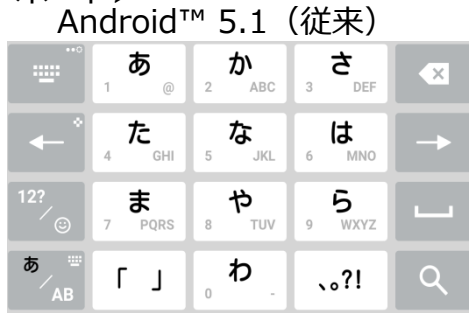 Android™ 5.1（従来）
あ 1 @
か 2 ABC
さ 3 DEF
た 4 GHI
な 5 JKL
は 6 MNO
12?
ま 7 PQRS
や 8 TUV
ら 9 WXYZ
あ/AB
「 」
わ 0 -
、。?!